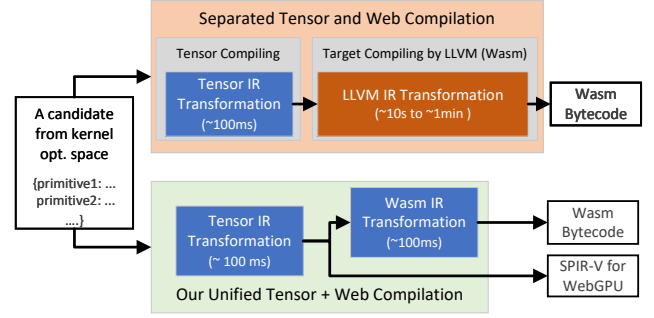 Separated Tensor and Web Compilation
Tensor Compiling
Target Compiling by LLVM (Wasm)
Tensor IR
Transformation
(~100ms)
LLVM IR Transformation
(~10s to ~1min )
Wasm
Bytecode
A candidate
from kernel
opt. space
{primitive1: ...
primitive2: ...
....}
Tensor IR
Transformation
(~ 100 ms)
Wasm IR
Transformation
(~100ms)
Wasm
Bytecode
SPIR-V for
WebGPU
Our Unified Tensor + Web Compilation